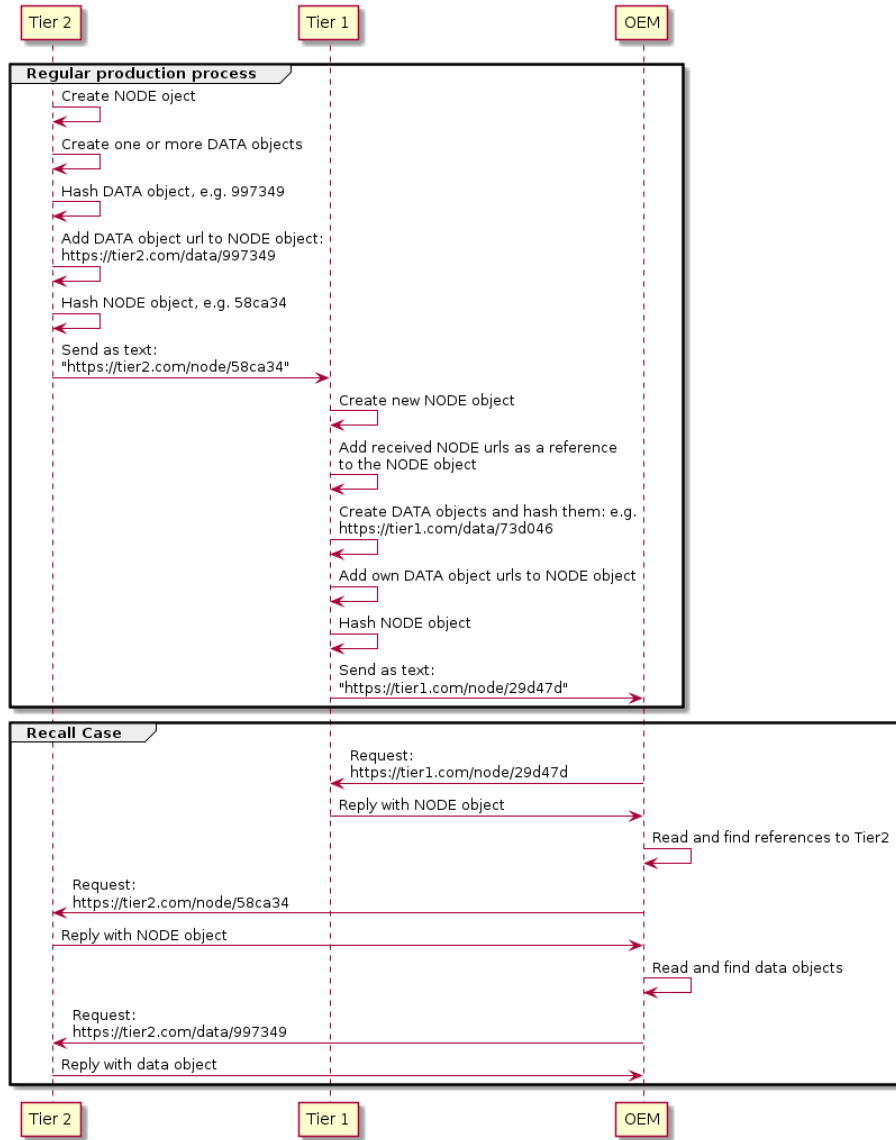 Tier 2
Tier 1
OEM
Regular production process
Create NODE oject
Create one or more DATA objects
Hash DATA object, e.g. 997349
Add DATA object url to NODE object:
https://tier2.com/data/997349
Hash NODE object, e.g. 58ca34
Send as text:
"https://tier2.com/node/58ca34"
Create new NODE object
Add received NODE urls as a reference
to the NODE object
Create DATA objects and hash them: e.g.
https://tier1.com/data/73d046
Add own DATA object urls to NODE object
Hash NODE object
Send as text:
"https://tier1.com/node/29d47d"
Recall Case
Request:
https://tier1.com/node/29d47d
Reply with NODE object
Read and find references to Tier2
Request:
https://tier2.com/node/58ca34
Reply with NODE object
Read and find data objects
Request:
https://tier2.com/data/997349
Reply with data object
Tier 2
Tier 1
OEM